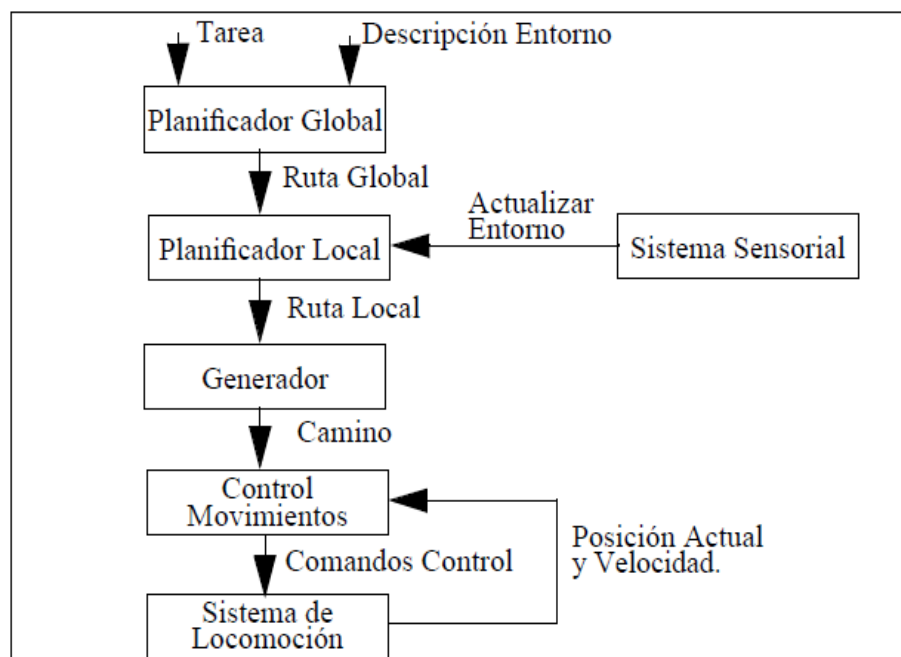 Tarea
Descripción Entorno
Planificador Global
Ruta Global
Actualizar
Entorno
Planificador Local
Sistema Sensorial
Ruta Local
Generador
Camino
Control
Movimientos
Posición Actual
y Velocidad.
Comandos Control
Sistema de
Locomoción